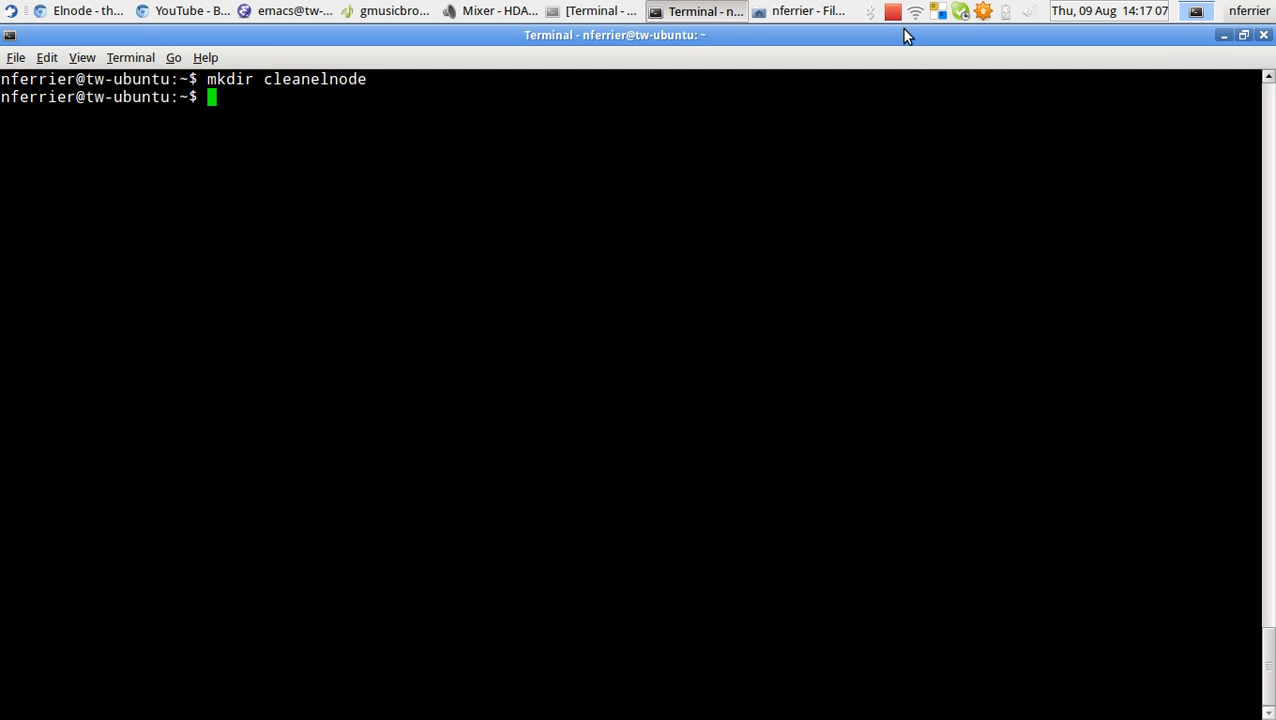 Elnode - th... YouTube - B... emacs@tw-... gmusicbro... Mixer - HDA... [Terminal - ... Terminal - n... nferrier - Fil... Thu, 09 Aug 14:17 07 nferrier
Terminal - nferrier@tw-ubuntu: ~
File Edit View Terminal Go Help
nferrier@tw-ubuntu:~$ mkdir cleanelnode
nferrier@tw-ubuntu:~$